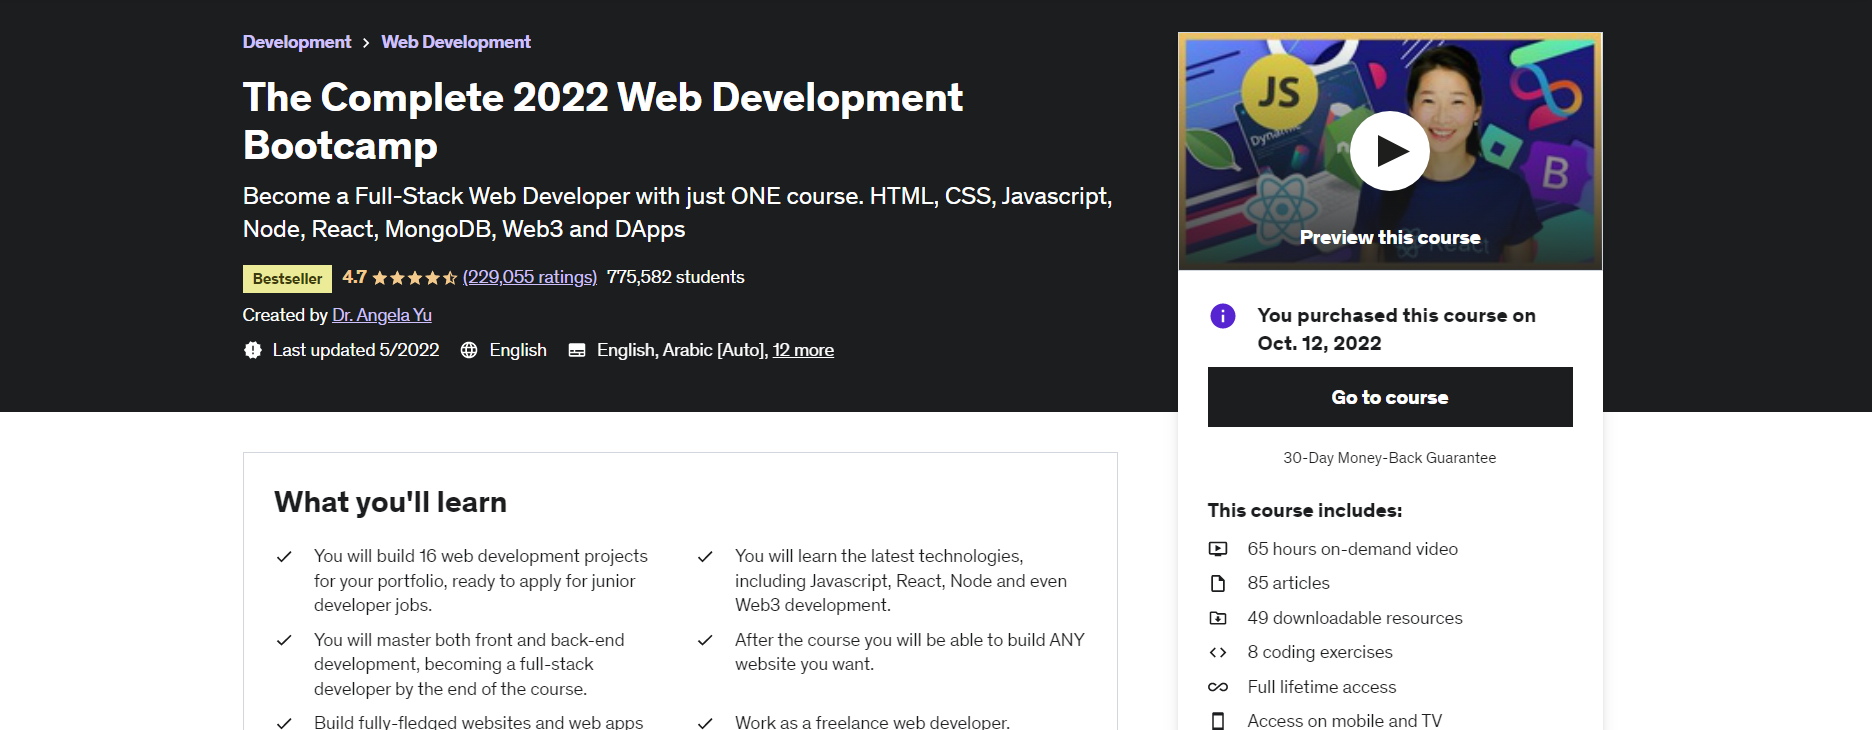 Development > Web Development
The Complete 2022 Web Development
Bootcamp
Become a Full-Stack Web Developer with just ONE course. HTML, CSS, Javascript,
Node, React, MongoDB, Web3 and DApps
Bestseller 4.7 (229,055 ratings) 775,582 students
Created by Dr. Angela Yu
Last updated 5/2022 English English, Arabic [Auto], 12 more
JS
Dynamic
B
React
Preview this course
You purchased this course on
Oct. 12, 2022
Go to course
30-Day Money-Back Guarantee
This course includes:
65 hours on-demand video
85 articles
49 downloadable resources
8 coding exercises
Full lifetime access
Access on mobile and TV
What you'll learn
You will build 16 web development projects
for your portfolio, ready to apply for junior
developer jobs.
You will learn the latest technologies,
including Javascript, React, Node and even
Web3 development.
You will master both front and back-end
development, becoming a full-stack
developer by the end of the course.
After the course you will be able to build ANY
website you want.
Build fully-fledged websites and web apps
Work as a freelance web developer.